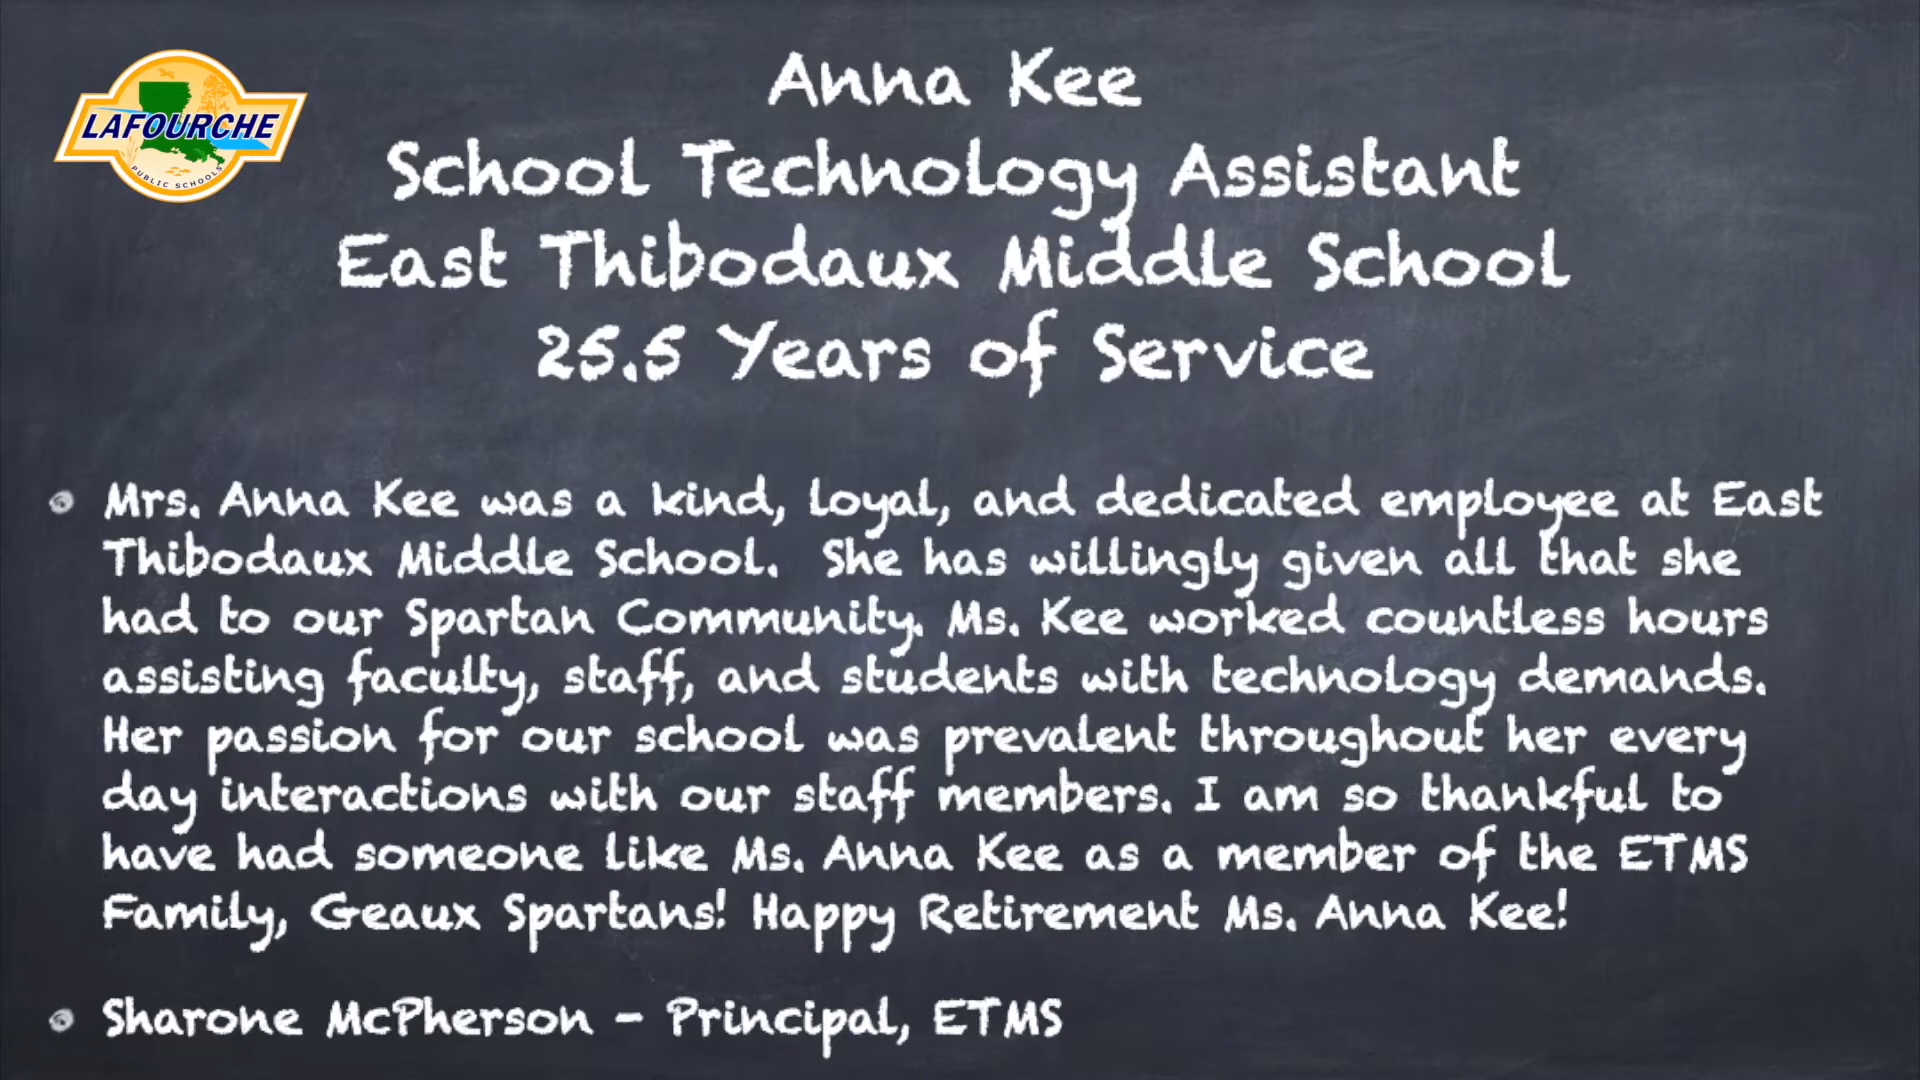 LAFOURCHE
PUBLIC SCHOOLS
Anna Kee
School Technology Assistant
East Thibodaux Middle School
25.5 Years of Service
Mrs. Anna Kee was a kind, loyal, and dedicated employee at East
Thibodaux Middle School.  She has willingly given all that she
had to our Spartan Community. Ms. Kee worked countless hours
assisting faculty, staff, and students with technology demands.
Her passion for our school was prevalent throughout her every
day interactions with our staff members. I am so thankful to
have had someone like Ms. Anna Kee as a member of the ETMS
Family, Geaux Spartans! Happy Retirement Ms. Anna Kee!
Sharone McPherson - Principal, ETMS